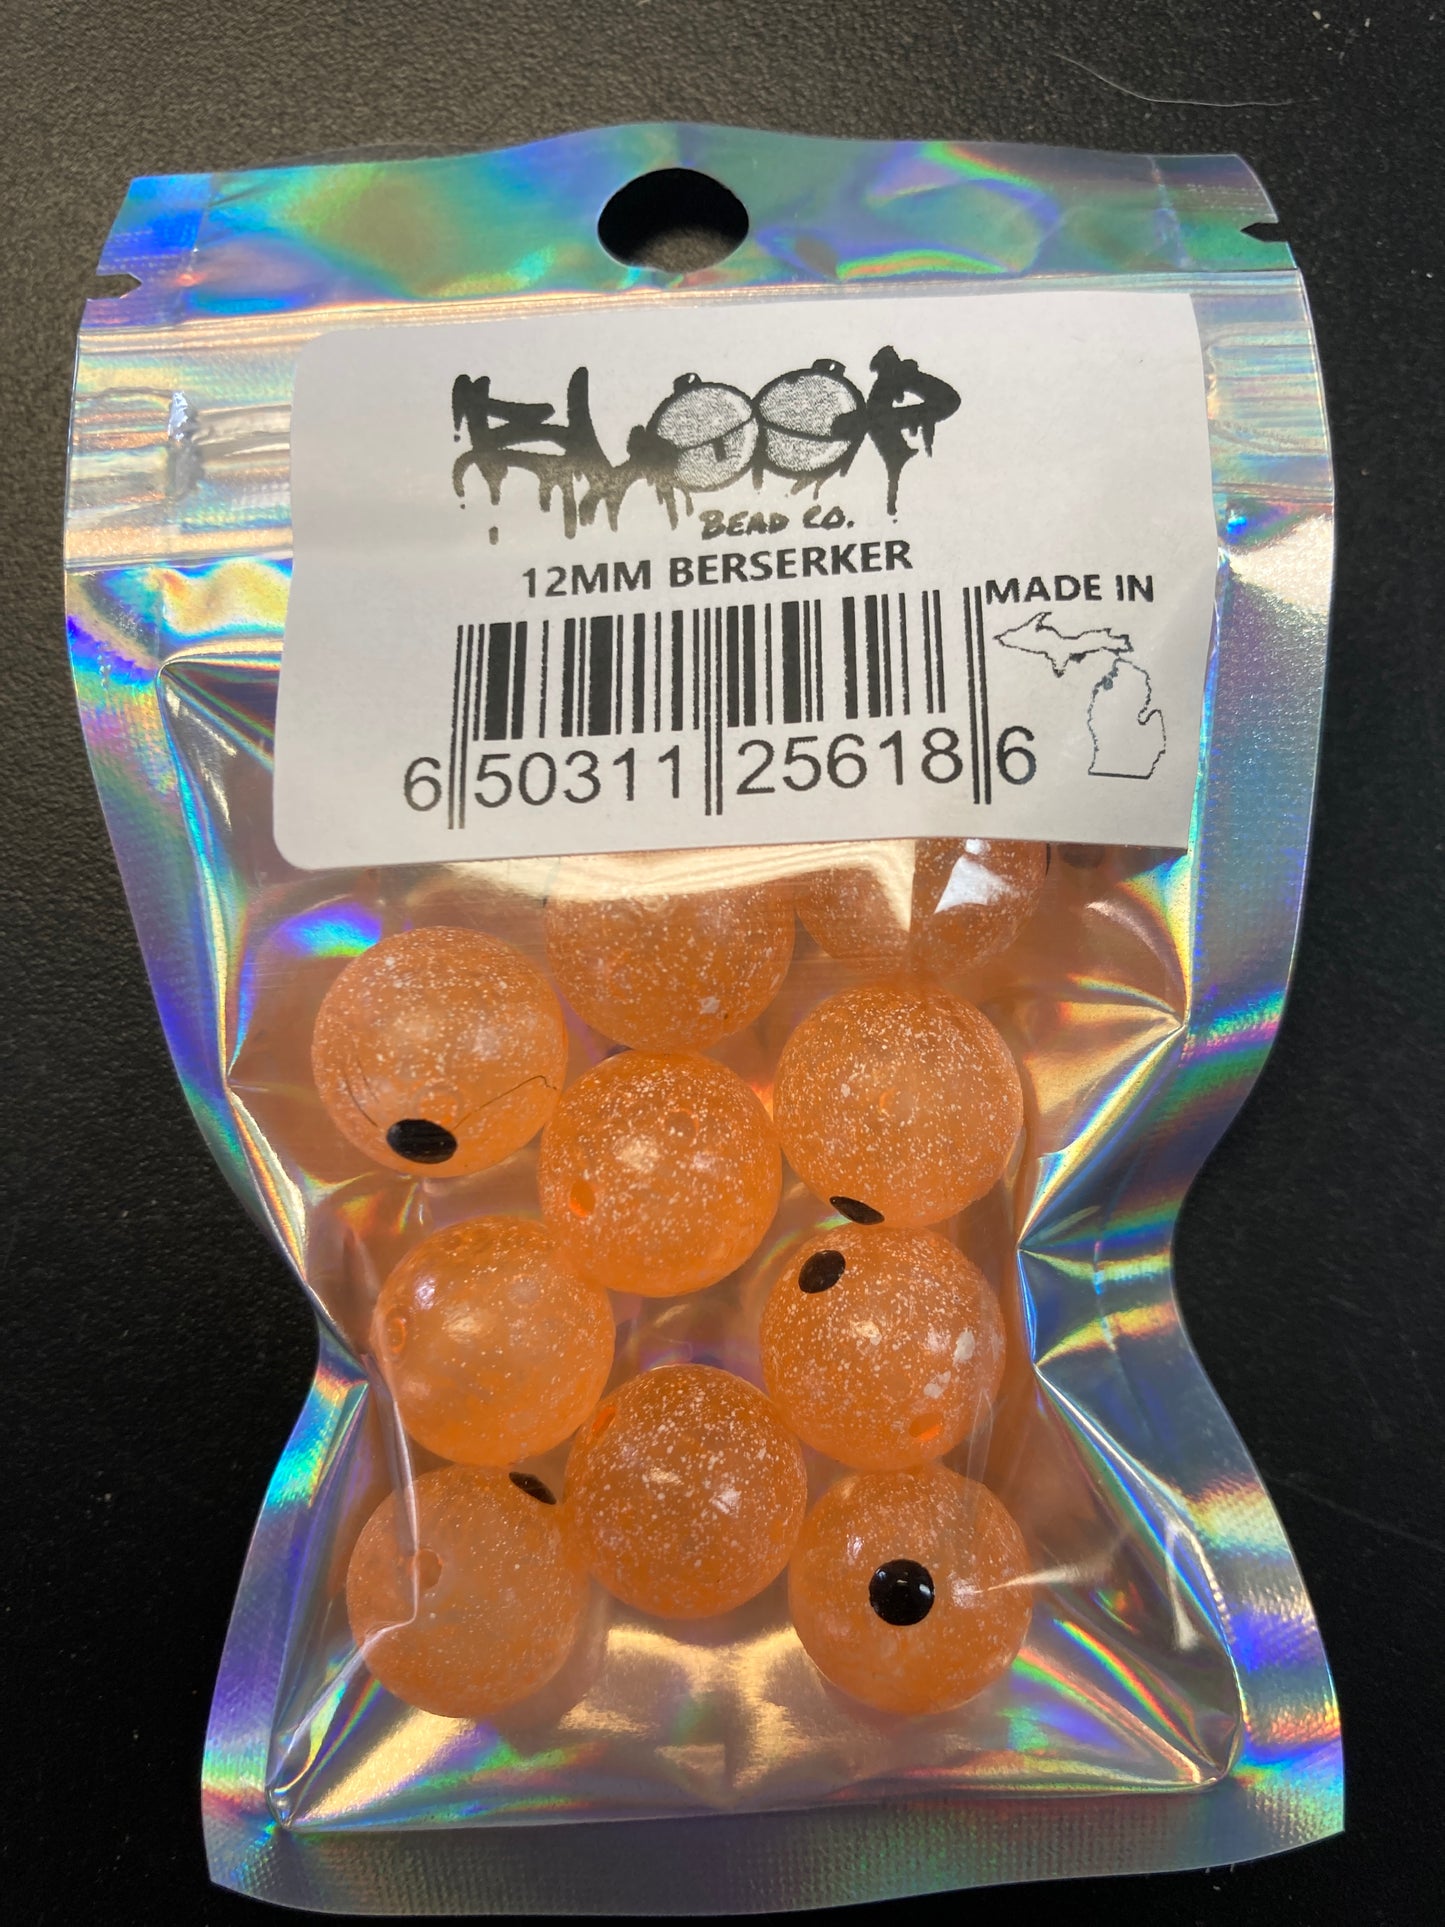 BLOOP
BEAD CO.
12MM BERSERKER
MADE IN
6 50311 25618 6